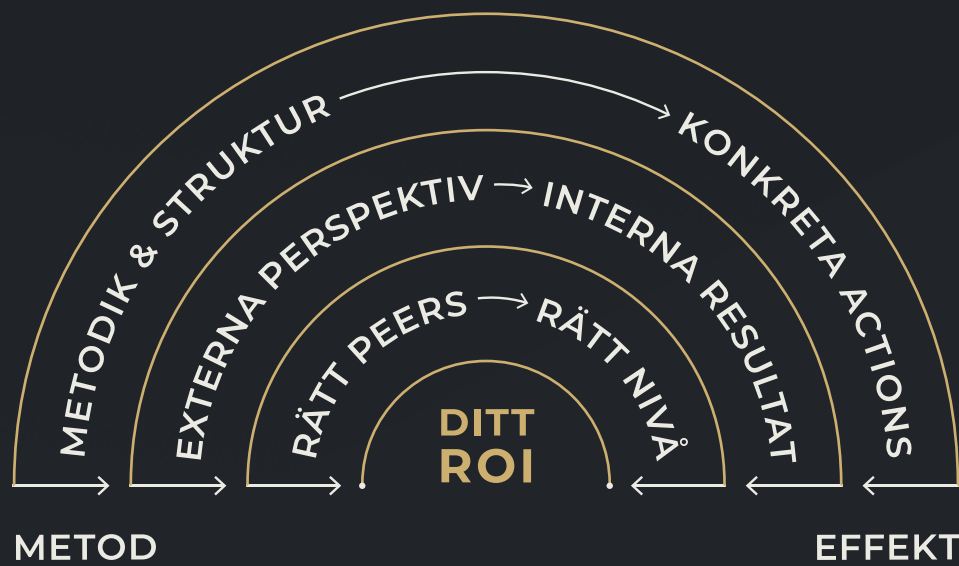 METODIK & STRUKTUR → KONKRETA ACTIONS
EXTERNA PERSPEKTIV → INTERNA RESULTAT
RÄTT PEERS → RÄTT NIVÅ
DITT
ROI
METOD
EFFEKT